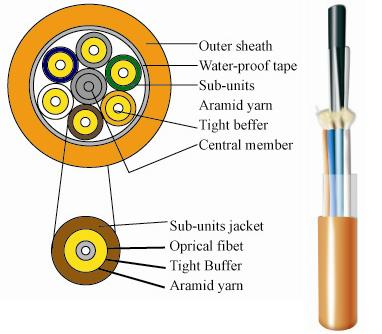 Outer sheath
Water-proof tape
Sub-units
Aramid yarn
Tight beffer
Central member
Sub-units jacket
Oprical fibet
Tight Buffer
Aramid yarn